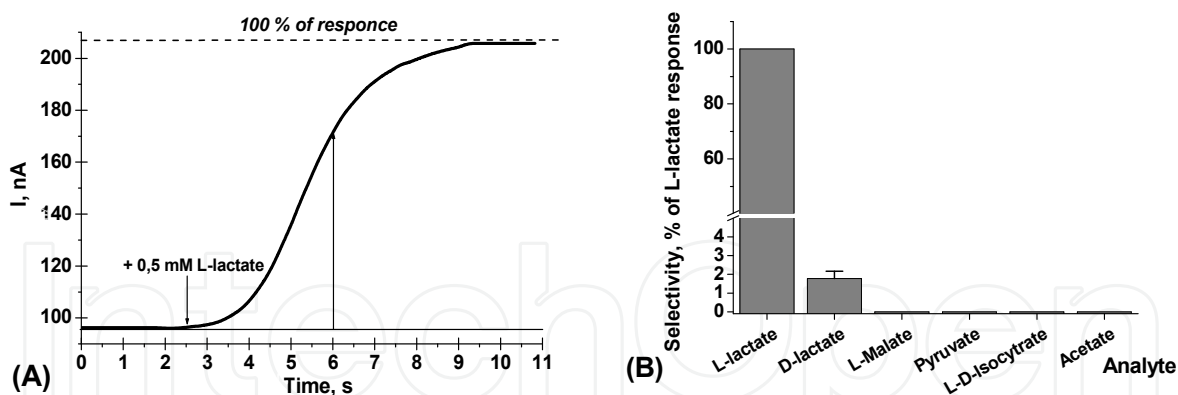 100 % of responce
200
180
160
140
120
100
I, nA
+ 0,5 mM L-lactate
0 1 2 3 4 5 6 7 8 9 10 11
Time, s
(A)
Selectivity, % of L-lactate response
100
80
60
4
3
2
1
0
L-lactate
D-lactate
L-Malate
Pyruvate
L-D-Isocytrate
Acetate
Analyte
(B)
IntechOpen